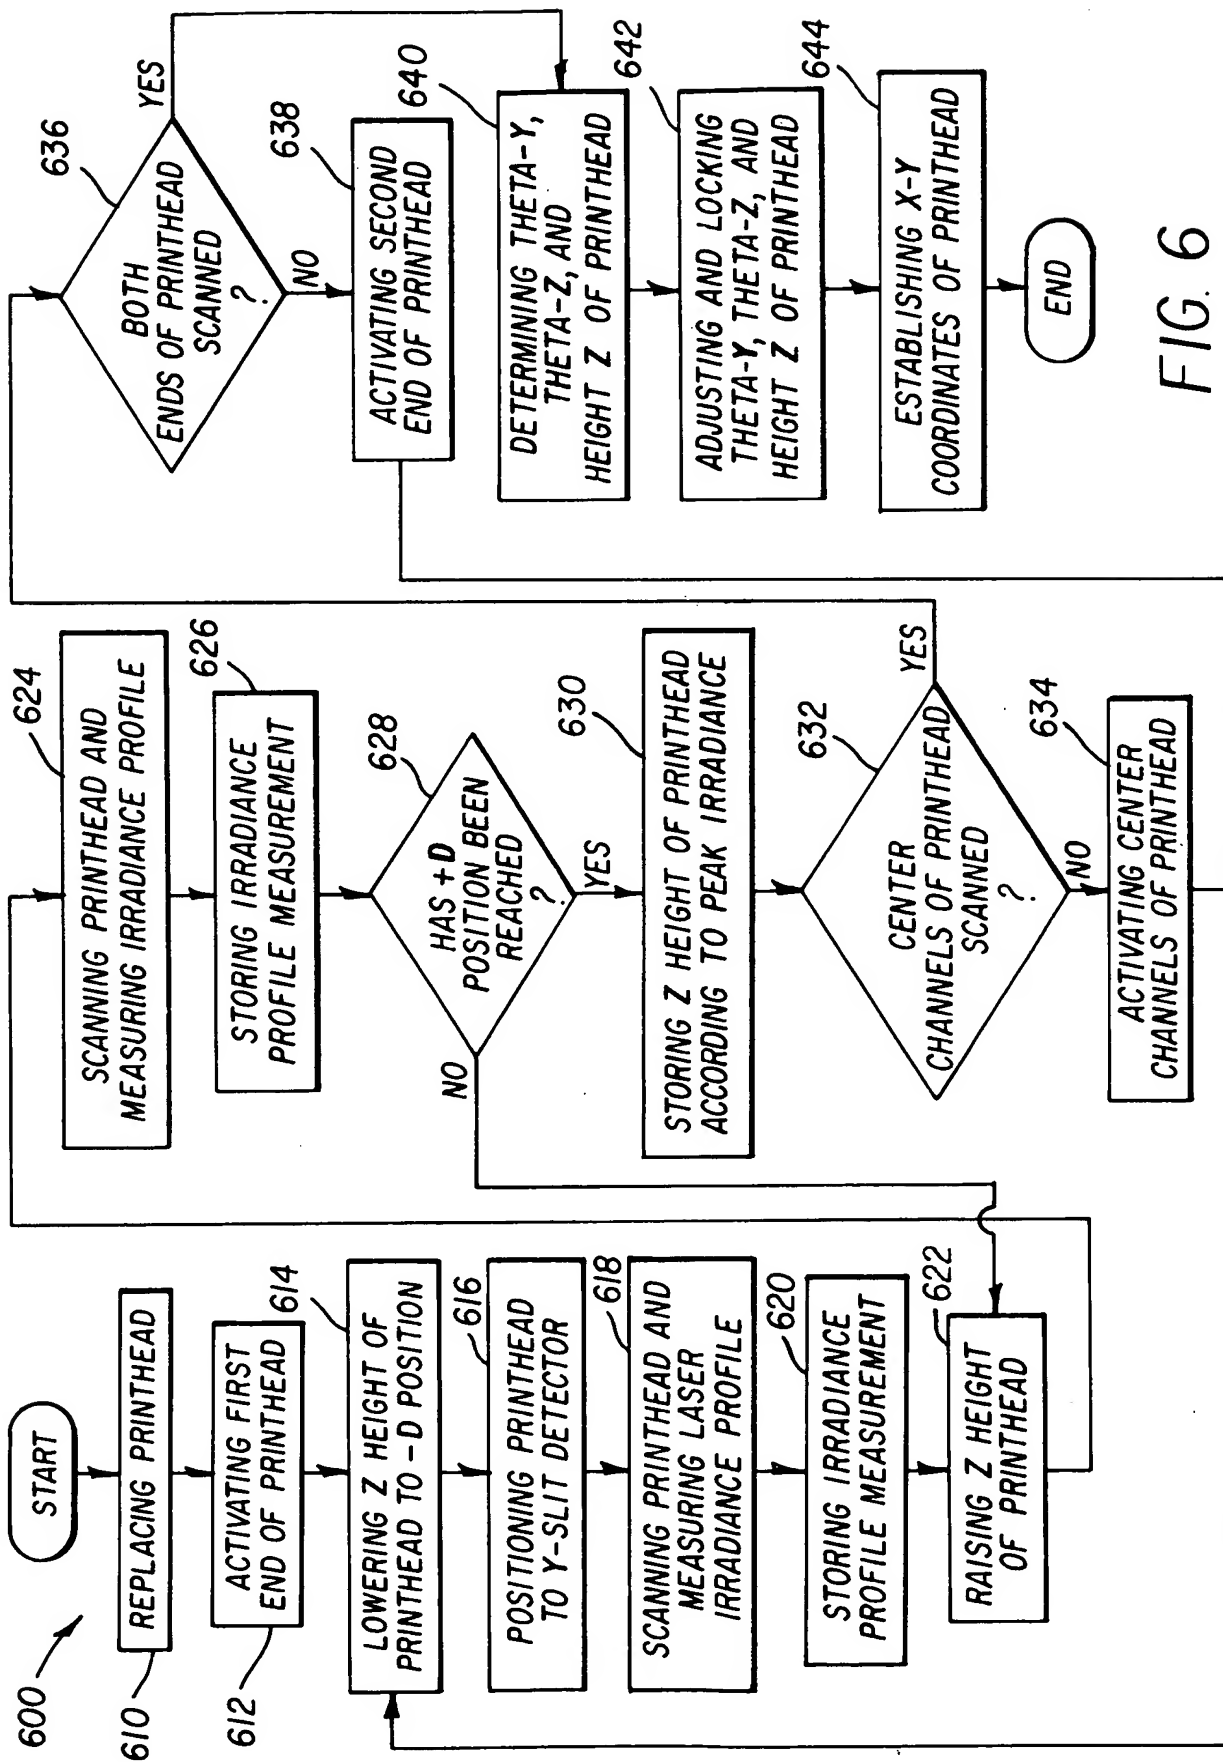 600
START
610
REPLACING PRINTHEAD
612
ACTIVATING FIRST
END OF PRINTHEAD
614
LOWERING Z HEIGHT OF
PRINTHEAD TO -D POSITION
616
POSITIONING PRINTHEAD
TO Y-SLIT DETECTOR
618
SCANNING PRINTHEAD AND
MEASURING LASER
IRRADIANCE PROFILE
620
STORING IRRADIANCE
PROFILE MEASUREMENT
622
RAISING Z HEIGHT
OF PRINTHEAD
624
SCANNING PRINTHEAD AND
MEASURING IRRADIANCE PROFILE
626
STORING IRRADIANCE
PROFILE MEASUREMENT
628
HAS +D
POSITION BEEN
REACHED
?
NO
YES
630
STORING Z HEIGHT OF PRINTHEAD
ACCORDING TO PEAK IRRADIANCE
632
CENTER
CHANNELS OF PRINTHEAD
SCANNED
?
YES
NO
634
ACTIVATING CENTER
CHANNELS OF PRINTHEAD
636
BOTH
ENDS OF PRINTHEAD
SCANNED
?
YES
NO
638
ACTIVATING SECOND
END OF PRINTHEAD
640
DETERMINING THETA-Y,
THETA-Z, AND
HEIGHT Z OF PRINTHEAD
642
ADJUSTING AND LOCKING
THETA-Y, THETA-Z, AND
HEIGHT Z OF PRINTHEAD
644
ESTABLISHING X-Y
COORDINATES OF PRINTHEAD
END
FIG. 6